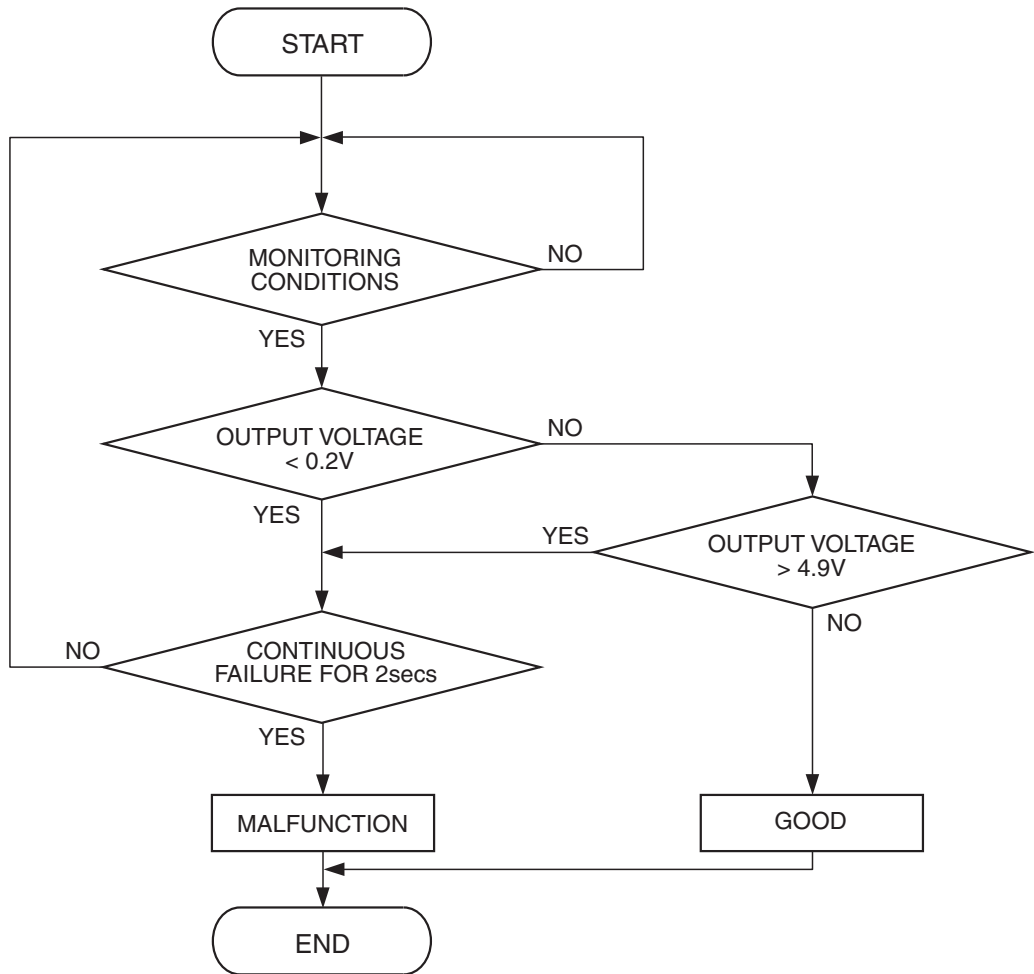 START
MONITORING
CONDITIONS
NO
YES
OUTPUT VOLTAGE
< 0.2V
NO
YES
YES
OUTPUT VOLTAGE
> 4.9V
NO
NO
CONTINUOUS
FAILURE FOR 2secs
YES
MALFUNCTION
GOOD
END